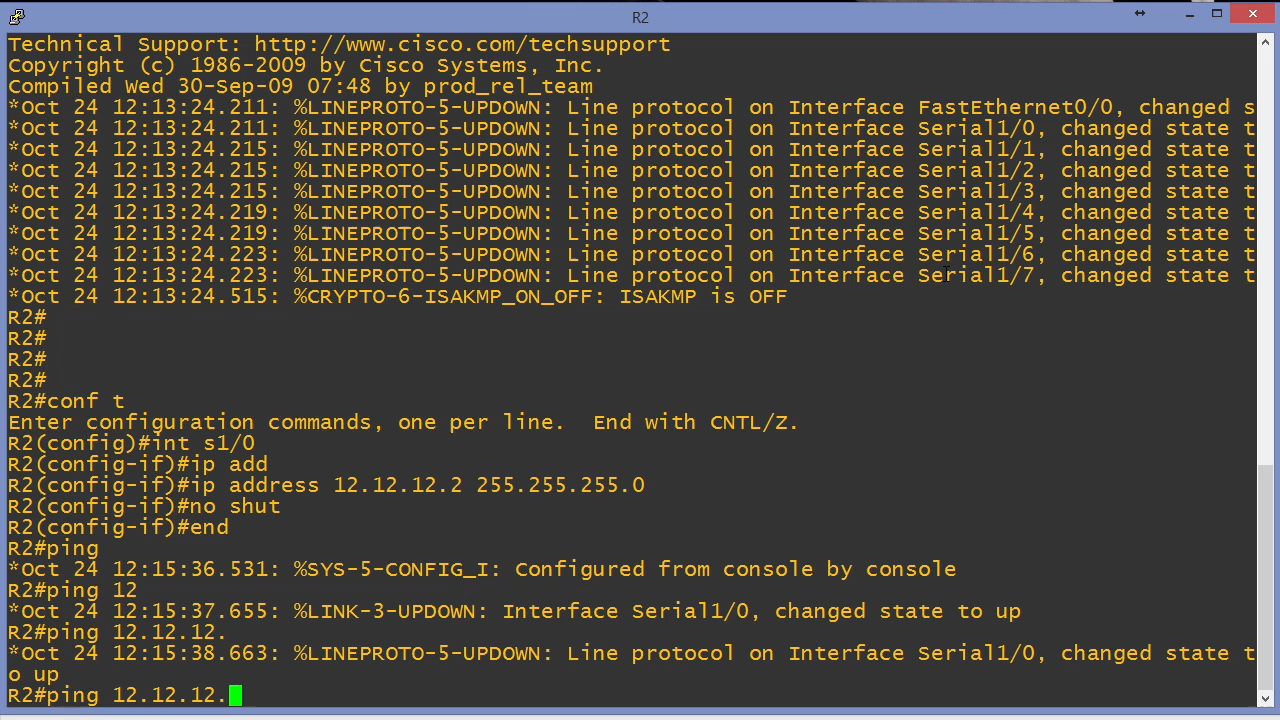 R2
Technical Support: http://www.cisco.com/techsupport
Copyright (c) 1986-2009 by Cisco Systems, Inc.
Compiled Wed 30-Sep-09 07:48 by prod_rel_team
*Oct 24 12:13:24.211: %LINEPROTO-5-UPDOWN: Line protocol on Interface FastEthernet0/0, changed s
*Oct 24 12:13:24.211: %LINEPROTO-5-UPDOWN: Line protocol on Interface Serial1/0, changed state t
*Oct 24 12:13:24.215: %LINEPROTO-5-UPDOWN: Line protocol on Interface Serial1/1, changed state t
*Oct 24 12:13:24.215: %LINEPROTO-5-UPDOWN: Line protocol on Interface Serial1/2, changed state t
*Oct 24 12:13:24.215: %LINEPROTO-5-UPDOWN: Line protocol on Interface Serial1/3, changed state t
*Oct 24 12:13:24.219: %LINEPROTO-5-UPDOWN: Line protocol on Interface Serial1/4, changed state t
*Oct 24 12:13:24.219: %LINEPROTO-5-UPDOWN: Line protocol on Interface Serial1/5, changed state t
*Oct 24 12:13:24.223: %LINEPROTO-5-UPDOWN: Line protocol on Interface Serial1/6, changed state t
*Oct 24 12:13:24.223: %LINEPROTO-5-UPDOWN: Line protocol on Interface Serial1/7, changed state t
*Oct 24 12:13:24.515: %CRYPTO-6-ISAKMP_ON_OFF: ISAKMP is OFF
R2#
R2#
R2#
R2#
R2#conf t
Enter configuration commands, one per line.  End with CNTL/Z.
R2(config)#int s1/0
R2(config-if)#ip add
R2(config-if)#ip address 12.12.12.2 255.255.255.0
R2(config-if)#no shut
R2(config-if)#end
R2#ping
*Oct 24 12:15:36.531: %SYS-5-CONFIG_I: Configured from console by console
R2#ping 12
*Oct 24 12:15:37.655: %LINK-3-UPDOWN: Interface Serial1/0, changed state to up
R2#ping 12.12.12.
*Oct 24 12:15:38.663: %LINEPROTO-5-UPDOWN: Line protocol on Interface Serial1/0, changed state t
o up
R2#ping 12.12.12.